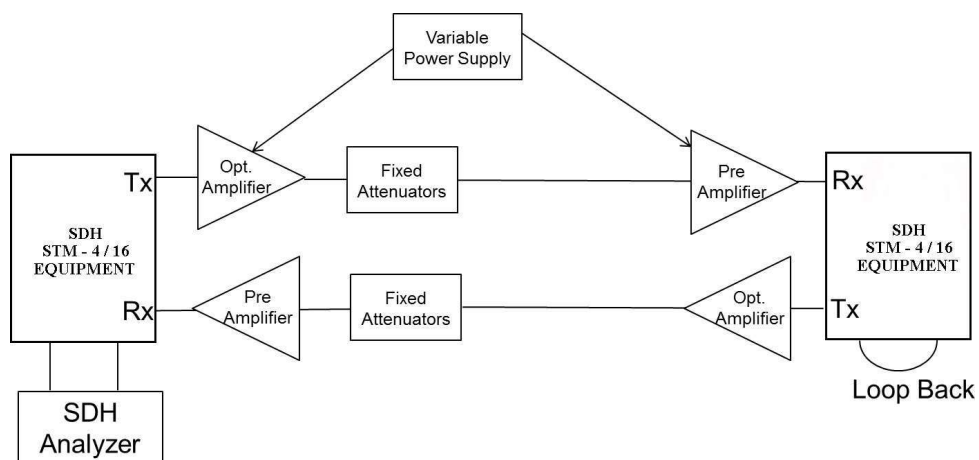 Variable
Power Supply
Tx
Opt.
Amplifier
Fixed
Attenuators
Pre
Amplifier
Rx
SDH
STM - 4 / 16
EQUIPMENT
SDH
STM - 4 / 16
EQUIPMENT
Rx
Pre
Amplifier
Fixed
Attenuators
Opt.
Amplifier
Tx
Loop Back
SDH
Analyzer